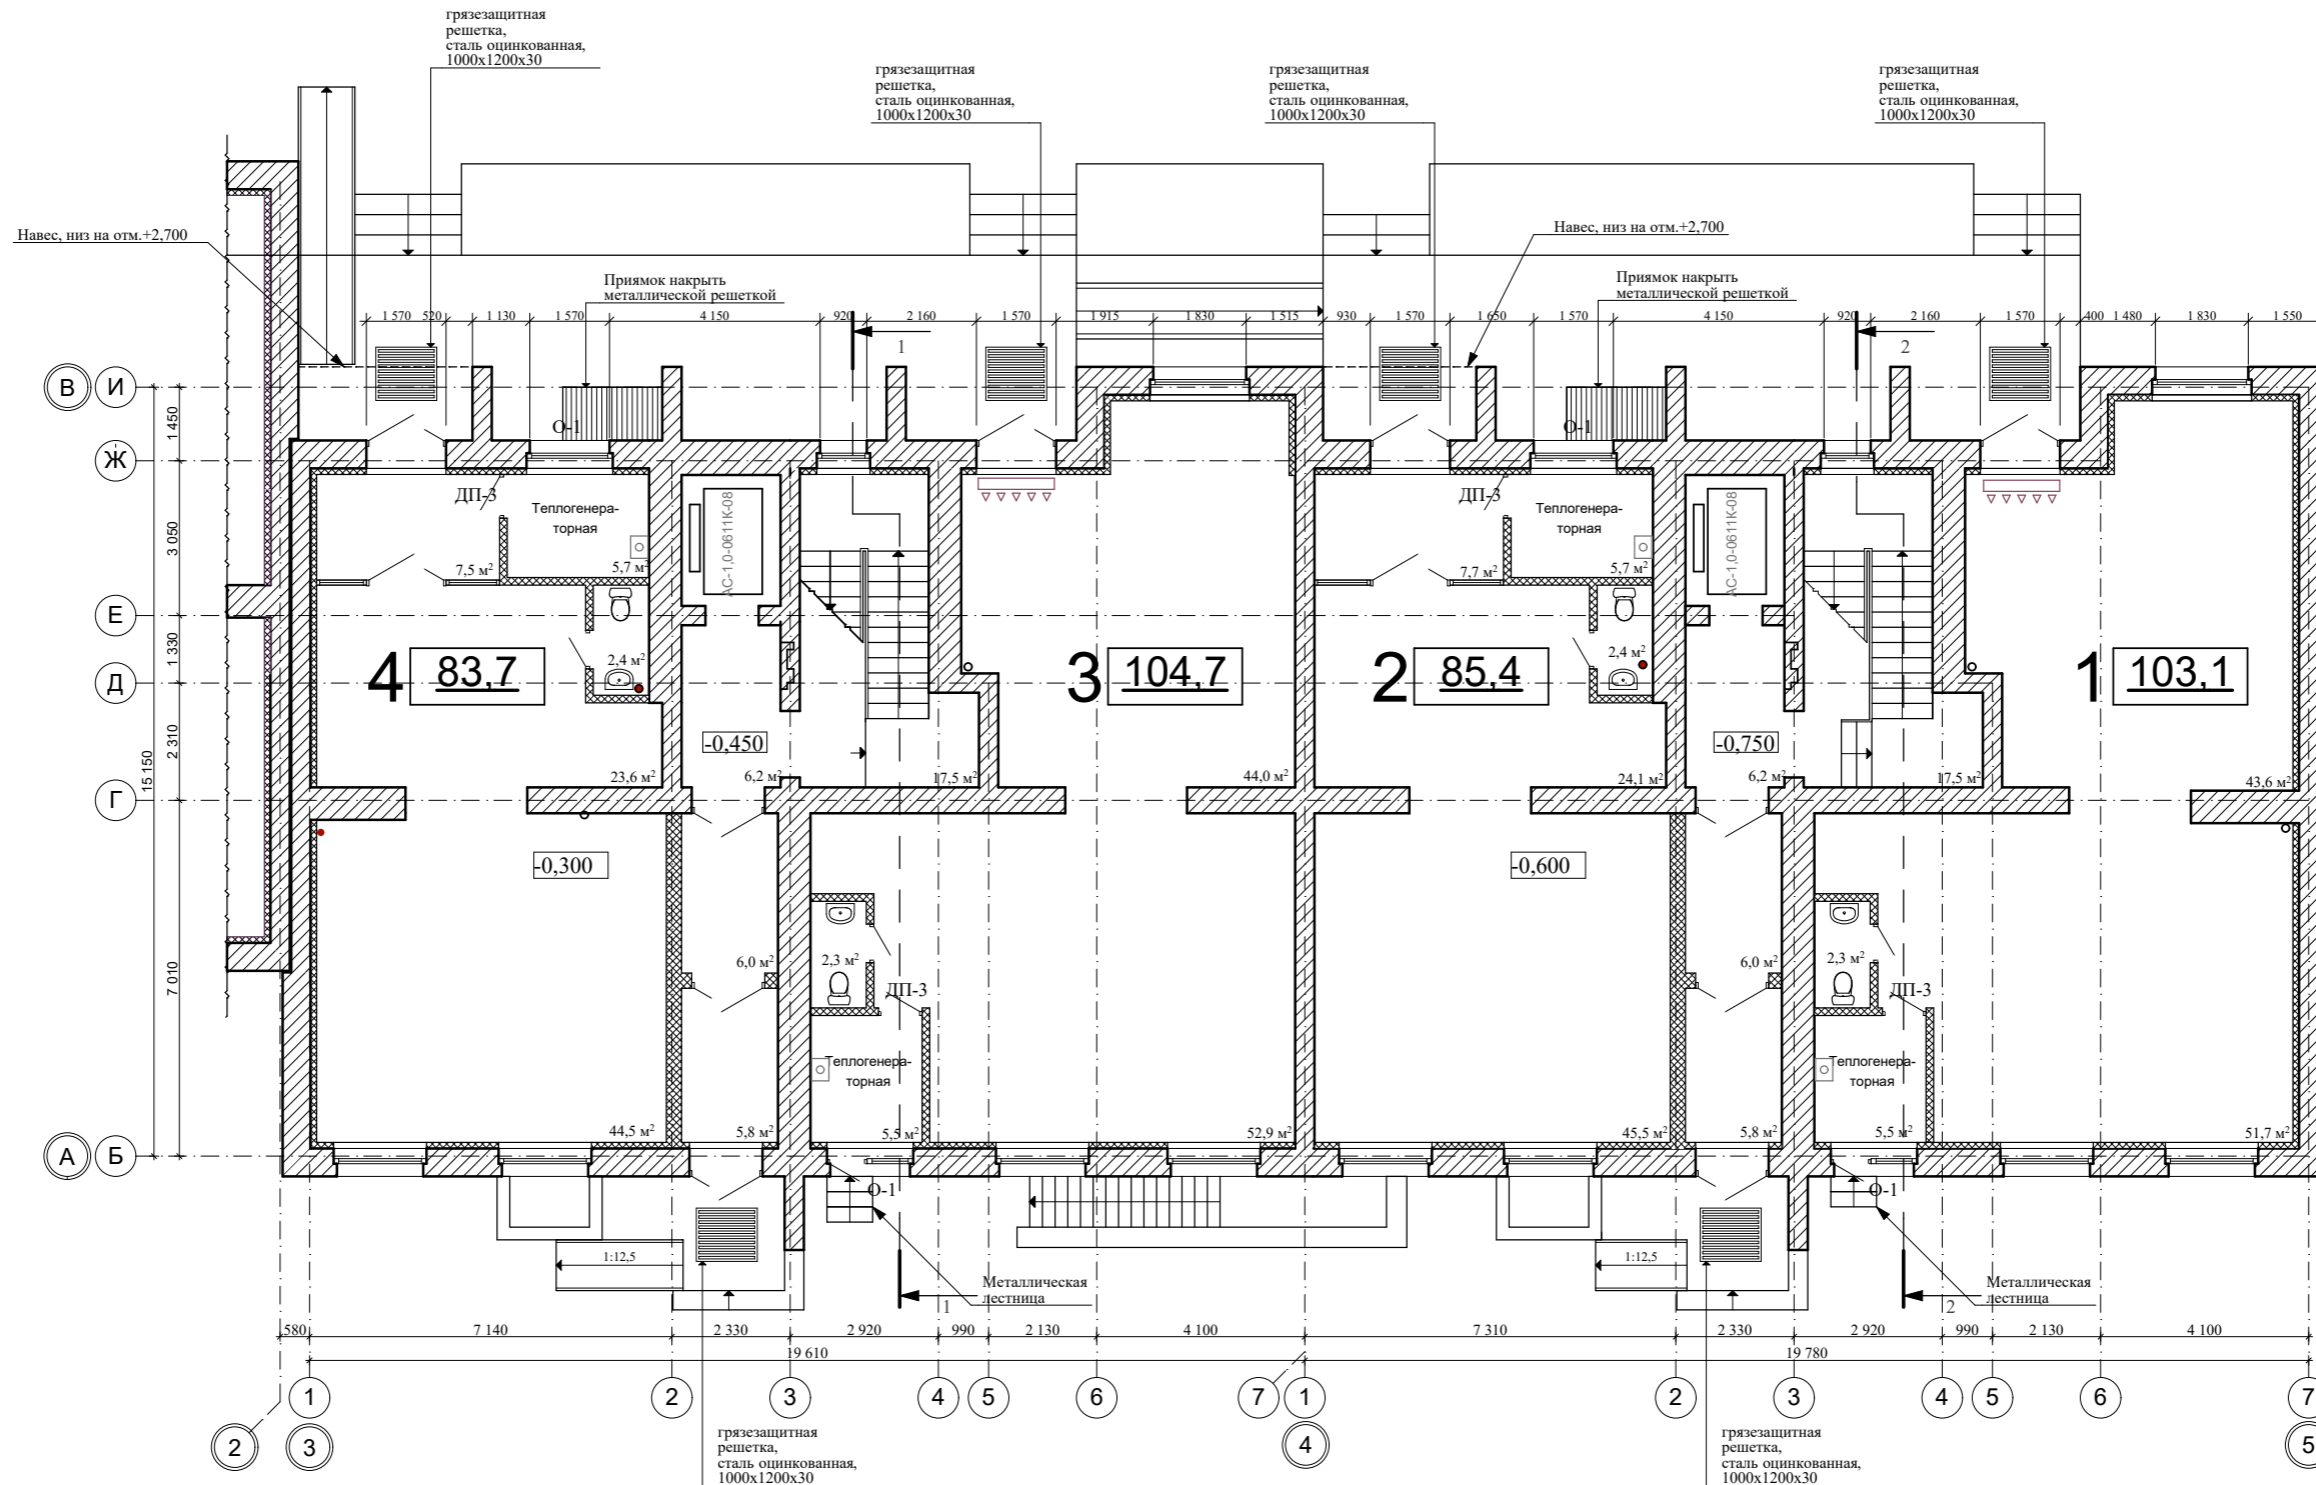 грязезащитная
решетка,
сталь оцинкованная,
1000х1200х30
грязезащитная
решетка,
сталь оцинкованная,
1000х1200х30
грязезащитная
решетка,
сталь оцинкованная,
1000х1200х30
грязезащитная
решетка,
сталь оцинкованная,
1000х1200х30
Навес, низ на отм.+2,700
Навес, низ на отм.+2,700
Приямок накрыть
металлической решеткой
Приямок накрыть
металлической решеткой
1 570 520 1 130 1 570 4 150 920 2 160 1 570 1 915 1 830 1 515 930 1 570 1 650 1 570 4 150 920 2 160 1 570 400 1 480 1 830 1 550
1 2
В И
1 450
О-1 О-1
Ж
3 050
ДП-3 Теплогенера-
торная
АС-1,0-0611К-08
ДП-3 Теплогенера-
торная
АС-1,0-0611К-08
7,5 м² 5,7 м² 7,7 м² 5,7 м²
Е
1 330
2,4 м² 2,4 м²
4 83,7 3 104,7 2 85,4 1 103,1
Д
2 310
15 150
-0,450 -0,750
23,6 м² 6,2 м² 17,5 м² 44,0 м² 24,1 м² 6,2 м² 17,5 м² 43,6 м²
Г
-0,300 -0,600
7 010
6,0 м² 2,3 м² 6,0 м² 2,3 м²
ДП-3 ДП-3
Теплогенера-
торная
Теплогенера-
торная
44,5 м² 5,8 м² 5,5 м² 52,9 м² 45,5 м² 5,8 м² 5,5 м² 51,7 м²
А Б
О-1 О-1
1:12,5 1:12,5
Металлическая
лестница
1
Металлическая
лестница
2
580 7 140 2 330 2 920 990 2 130 4 100 7 310 2 330 2 920 990 2 130 4 100
19 610 19 780
1 2 3 4 5 6 7 1 2 3 4 5 6 7
2 3 4 5
грязезащитная
решетка,
сталь оцинкованная,
1000х1200х30
грязезащитная
решетка,
сталь оцинкованная,
1000х1200х30